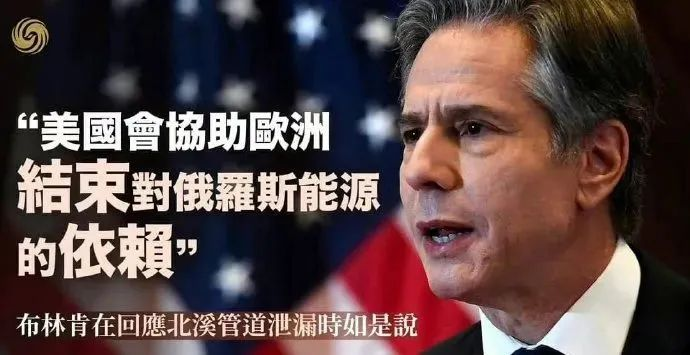 “美國會協助歐洲
結束對俄羅斯能源
的依賴”
布林肯在回應北溪管道泄漏時如是說